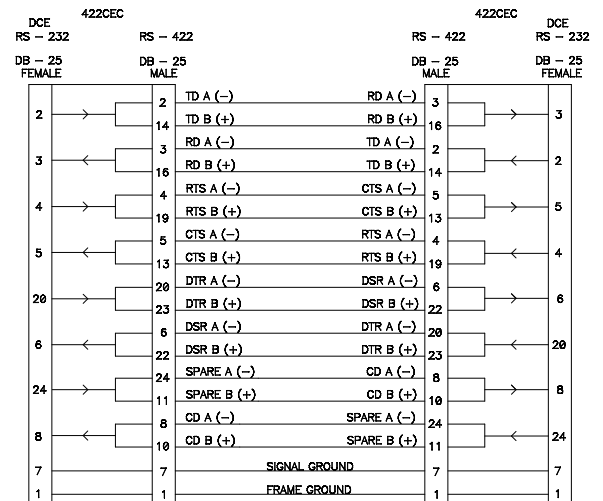 422CEC 422CEC
DCE DCE
RS - 232 RS - 422 RS - 422 RS - 232
DB - 25 DB - 25 DB - 25 DB - 25
FEMALE MALE MALE FEMALE
2 TD A (-) RD A (-) 3
2 3
14 TD B (+) RD B (+) 16
3 RD A (-) TD A (-) 2
3 2
16 RD B (+) TD B (+) 14
4 RTS A (-) CTS A (-) 5
4 5
19 RTS B (+) CTS B (+) 13
5 CTS A (-) RTS A (-) 4
5 4
13 CTS B (+) RTS B (+) 19
20 DTR A (-) DSR A (-) 6
20 6
23 DTR B (+) DSR B (+) 22
6 DSR A (-) DTR A (-) 20
6 20
22 DSR B (+) DTR B (+) 23
24 SPARE A (-) CD A (-) 8
24 8
11 SPARE B (+) CD B (+) 10
8 CD A (-) SPARE A (-) 24
8 24
10 CD B (+) SPARE B (+) 11
7 7 SIGNAL GROUND 7 7
1 1 FRAME GROUND 1 1